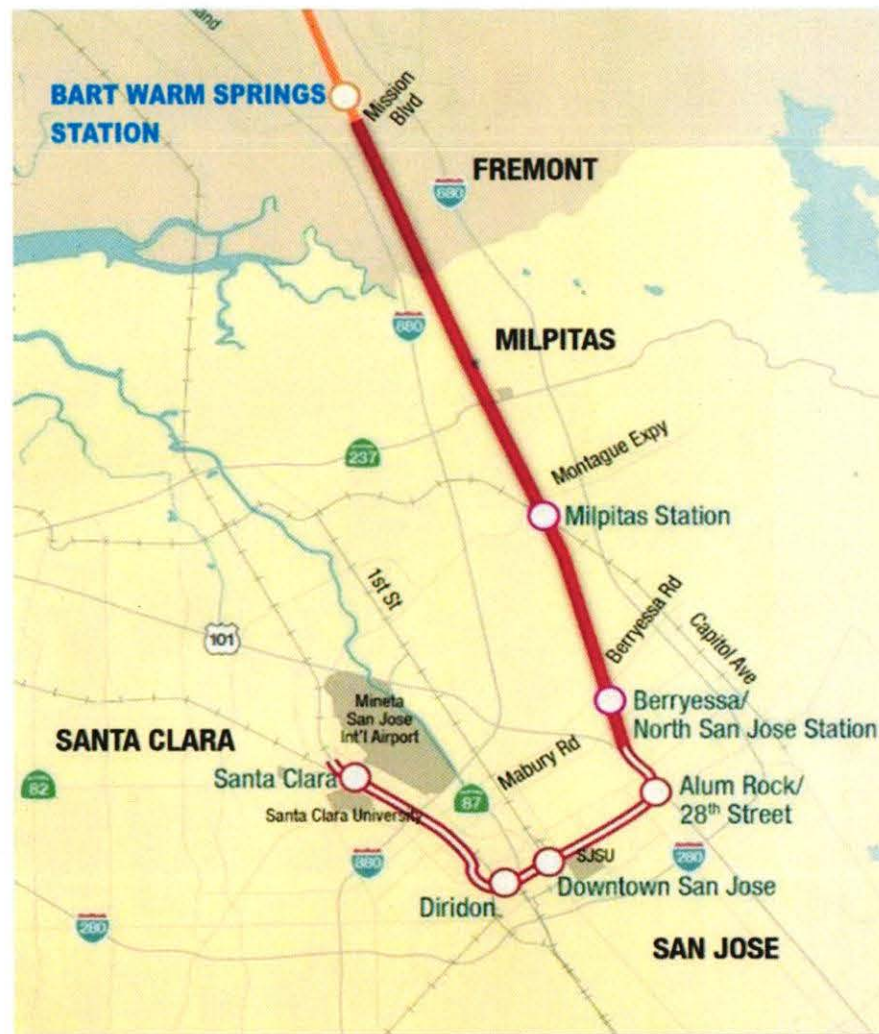 land
BART WARM SPRINGS
STATION
Mission
Blvd
FREMONT
680
880
MILPITAS
237
Montague Expy
Milpitas Station
1st St
Berryessa Rd
Capitol Ave
101
Berryessa/
North San Jose Station
Mineta
San Jose
Int'l Airport
SANTA CLARA
Mabury Rd
Santa Clara
82
87
Alum Rock/
28th Street
Santa Clara University
880
SJSU
280
Downtown San Jose
Diridon
280
SAN JOSE